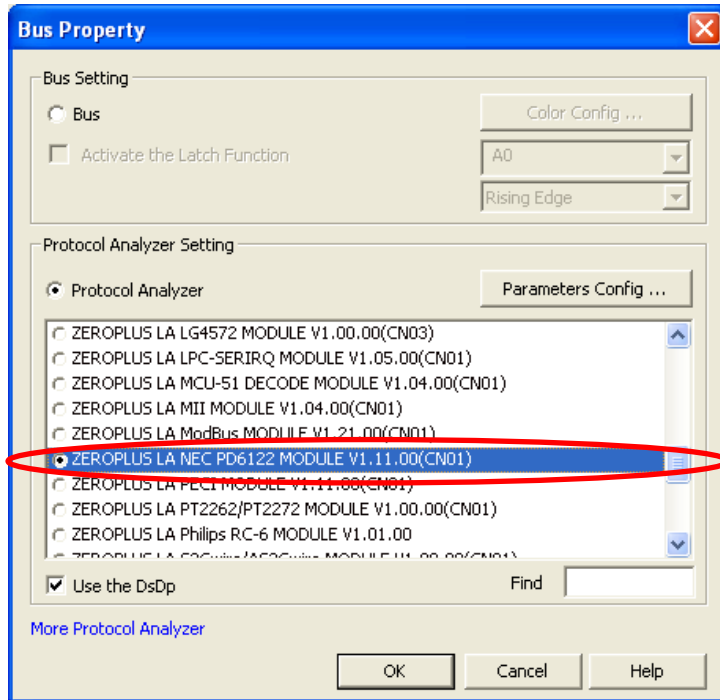 Bus Property
Bus Setting
Bus
Color Config ...
Activate the Latch Function
A0
Rising Edge
Protocol Analyzer Setting
Protocol Analyzer
Parameters Config ...
ZEROPLUS LA LG4572 MODULE V1.00.00(CN03)
ZEROPLUS LA LPC-SERIRQ MODULE V1.05.00(CN01)
ZEROPLUS LA MCU-51 DECODE MODULE V1.04.00(CN01)
ZEROPLUS LA MII MODULE V1.04.00(CN01)
ZEROPLUS LA ModBus MODULE V1.21.00(CN01)
ZEROPLUS LA NEC PD6122 MODULE V1.11.00(CN01)
ZEROPLUS LA PECI MODULE V1.11.00(CN01)
ZEROPLUS LA PT2262/PT2272 MODULE V1.00.00(CN01)
ZEROPLUS LA Philips RC-6 MODULE V1.01.00
ZEROPLUS LA MODULE
Use the DsDp
Find
More Protocol Analyzer
OK
Cancel
Help